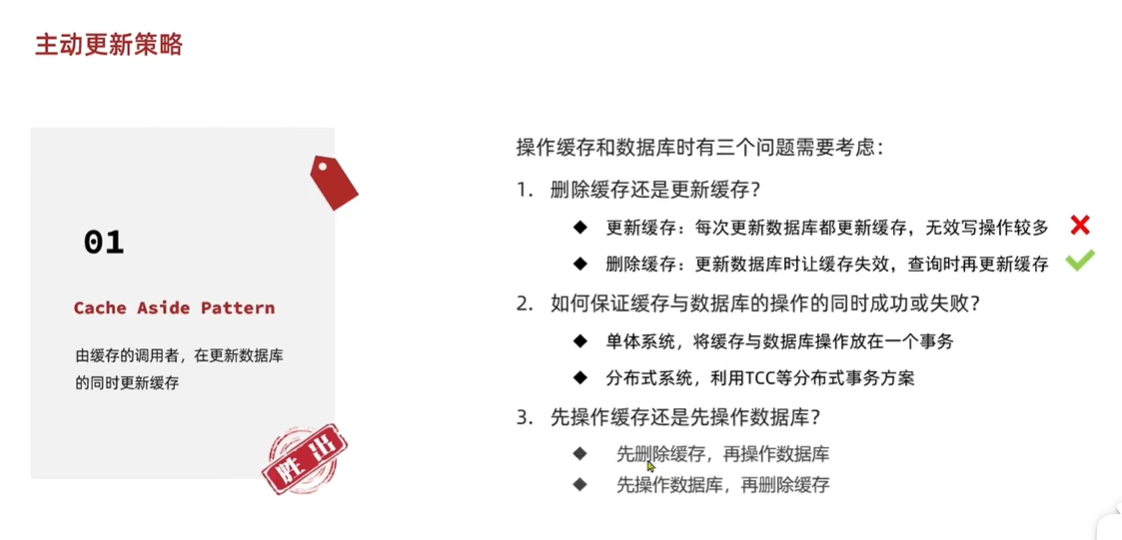 主动更新策略
01
Cache Aside Pattern
由缓存的调用者，在更新数据库
的同时更新缓存
胜出
操作缓存和数据库时有三个问题需要考虑：
1. 删除缓存还是更新缓存？
◆ 更新缓存：每次更新数据库都更新缓存，无效写操作较多
◆ 删除缓存：更新数据库时让缓存失效，查询时再更新缓存
2. 如何保证缓存与数据库的操作的同时成功或失败？
◆ 单体系统，将缓存与数据库操作放在一个事务
◆ 分布式系统，利用TCC等分布式事务方案
3. 先操作缓存还是先操作数据库？
◆ 先删除缓存，再操作数据库
◆ 先操作数据库，再删除缓存